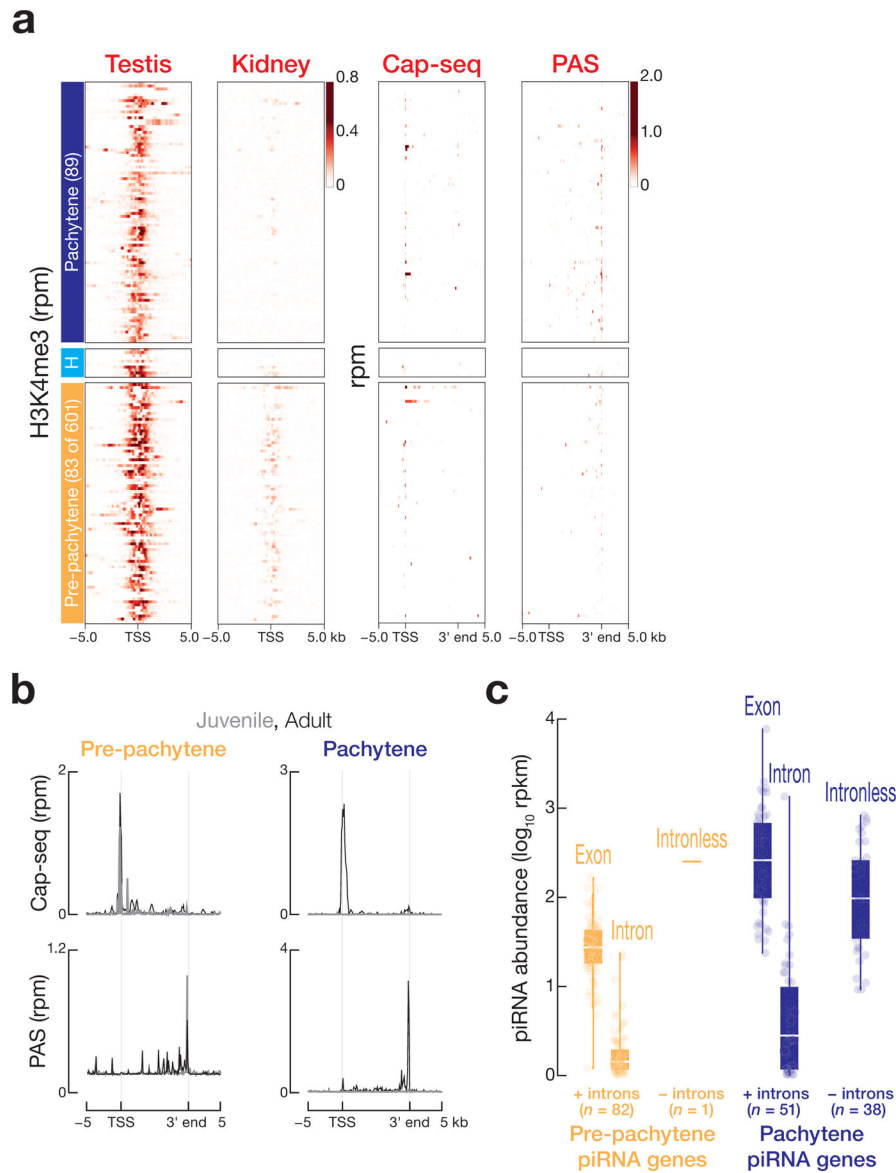 a
Testis
Kidney
Cap-seq
PAS
0.8
0.4
0
2.0
1.0
0
H3K4me3 (rpm)
Pachytene (89)
H
Pre-pachytene (83 of 601)
rpm
−5.0 TSS 5.0
−5.0 TSS 5.0 kb
−5.0 TSS 3' end 5.0
−5.0 TSS 3' end 5.0 kb
b
Juvenile, Adult
Pre-pachytene
Pachytene
Cap-seq (rpm)
2
0
3
0
PAS (rpm)
1.2
0
4
0
−5 TSS 3' end 5
−5 TSS 3' end 5 kb
c
piRNA abundance (log10 rpkm)
4
3
2
1
0
Exon
Intron
Intronless
Exon
Intron
Intronless
+ introns
(n = 82)
− introns
(n = 1)
+ introns
(n = 51)
− introns
(n = 38)
Pre-pachytene
piRNA genes
Pachytene
piRNA genes